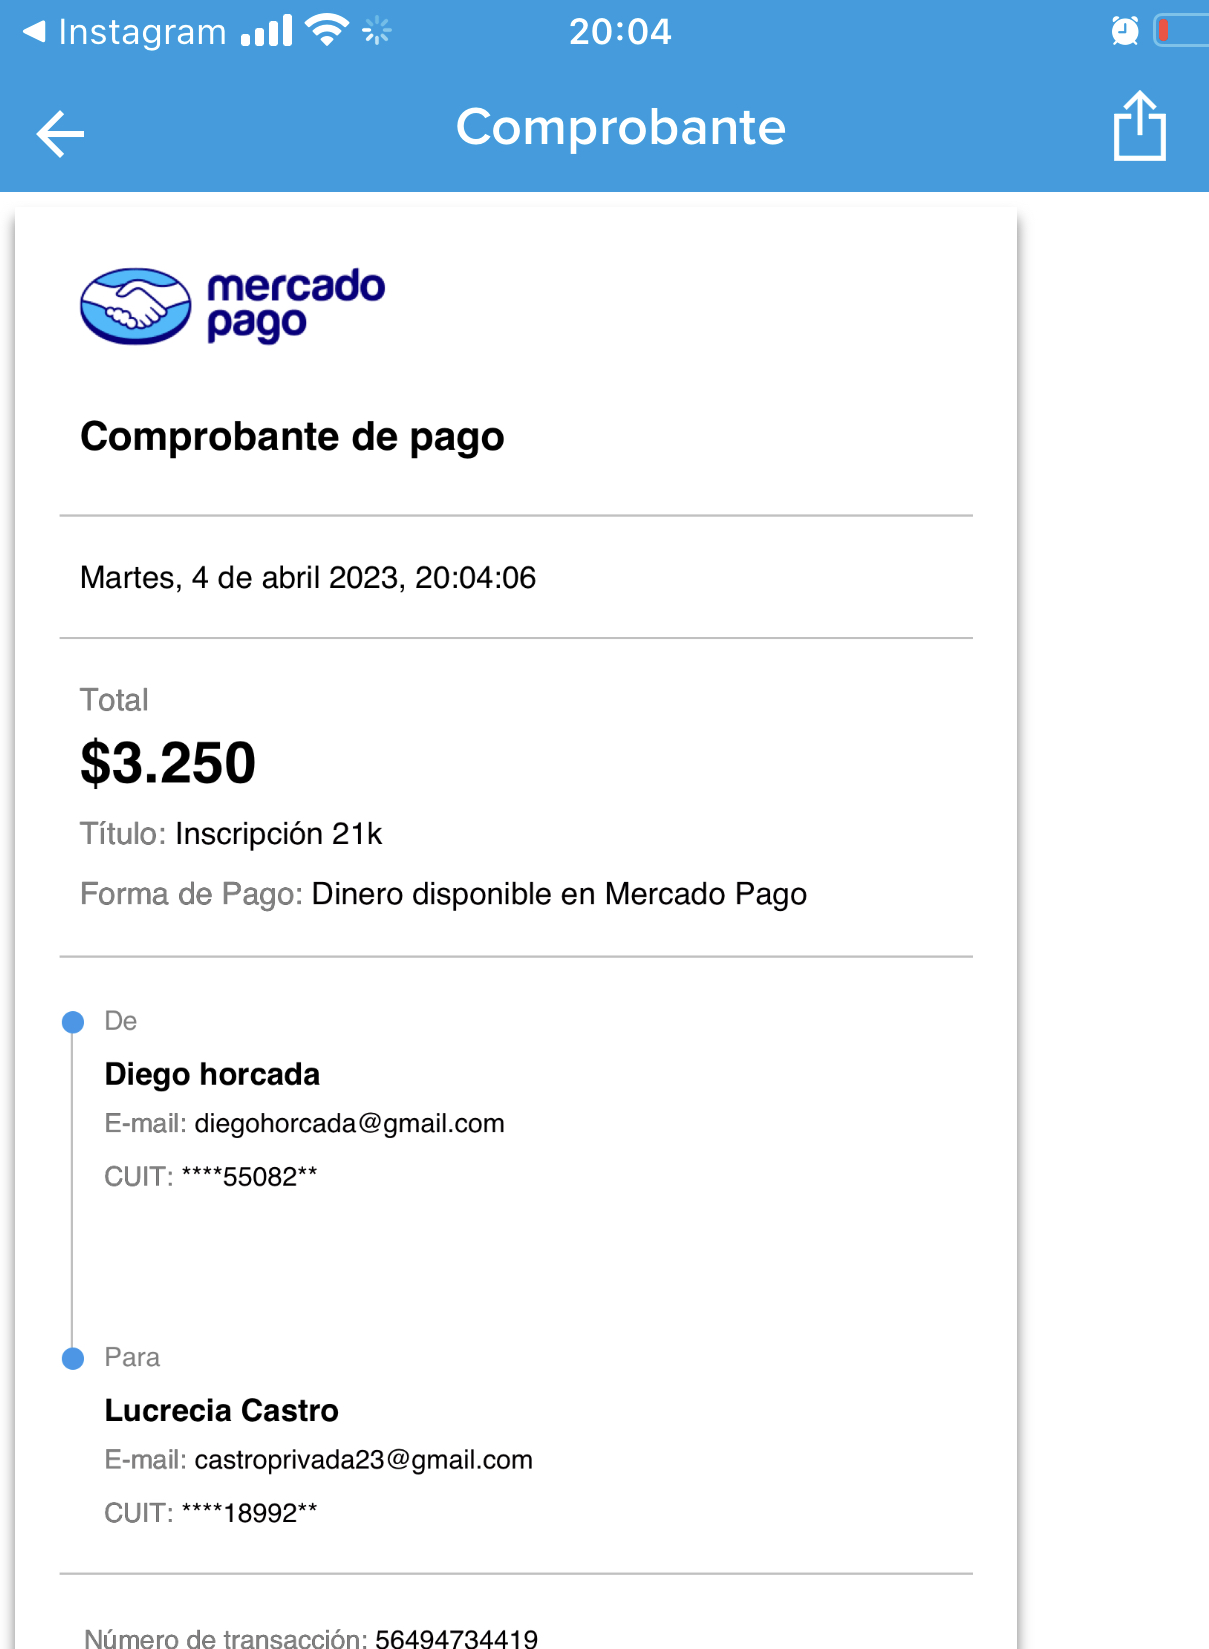 Instagram
20:04
Comprobante
mercado
pago
Comprobante de pago
Martes, 4 de abril 2023, 20:04:06
Total
$3.250
Título: Inscripción 21k
Forma de Pago: Dinero disponible en Mercado Pago
De
Diego horcada
E-mail: diegohorcada@gmail.com
CUIT: ****55082**
Para
Lucrecia Castro
E-mail: castroprivada23@gmail.com
CUIT: ****18992**
Número de transacción: 56494734419